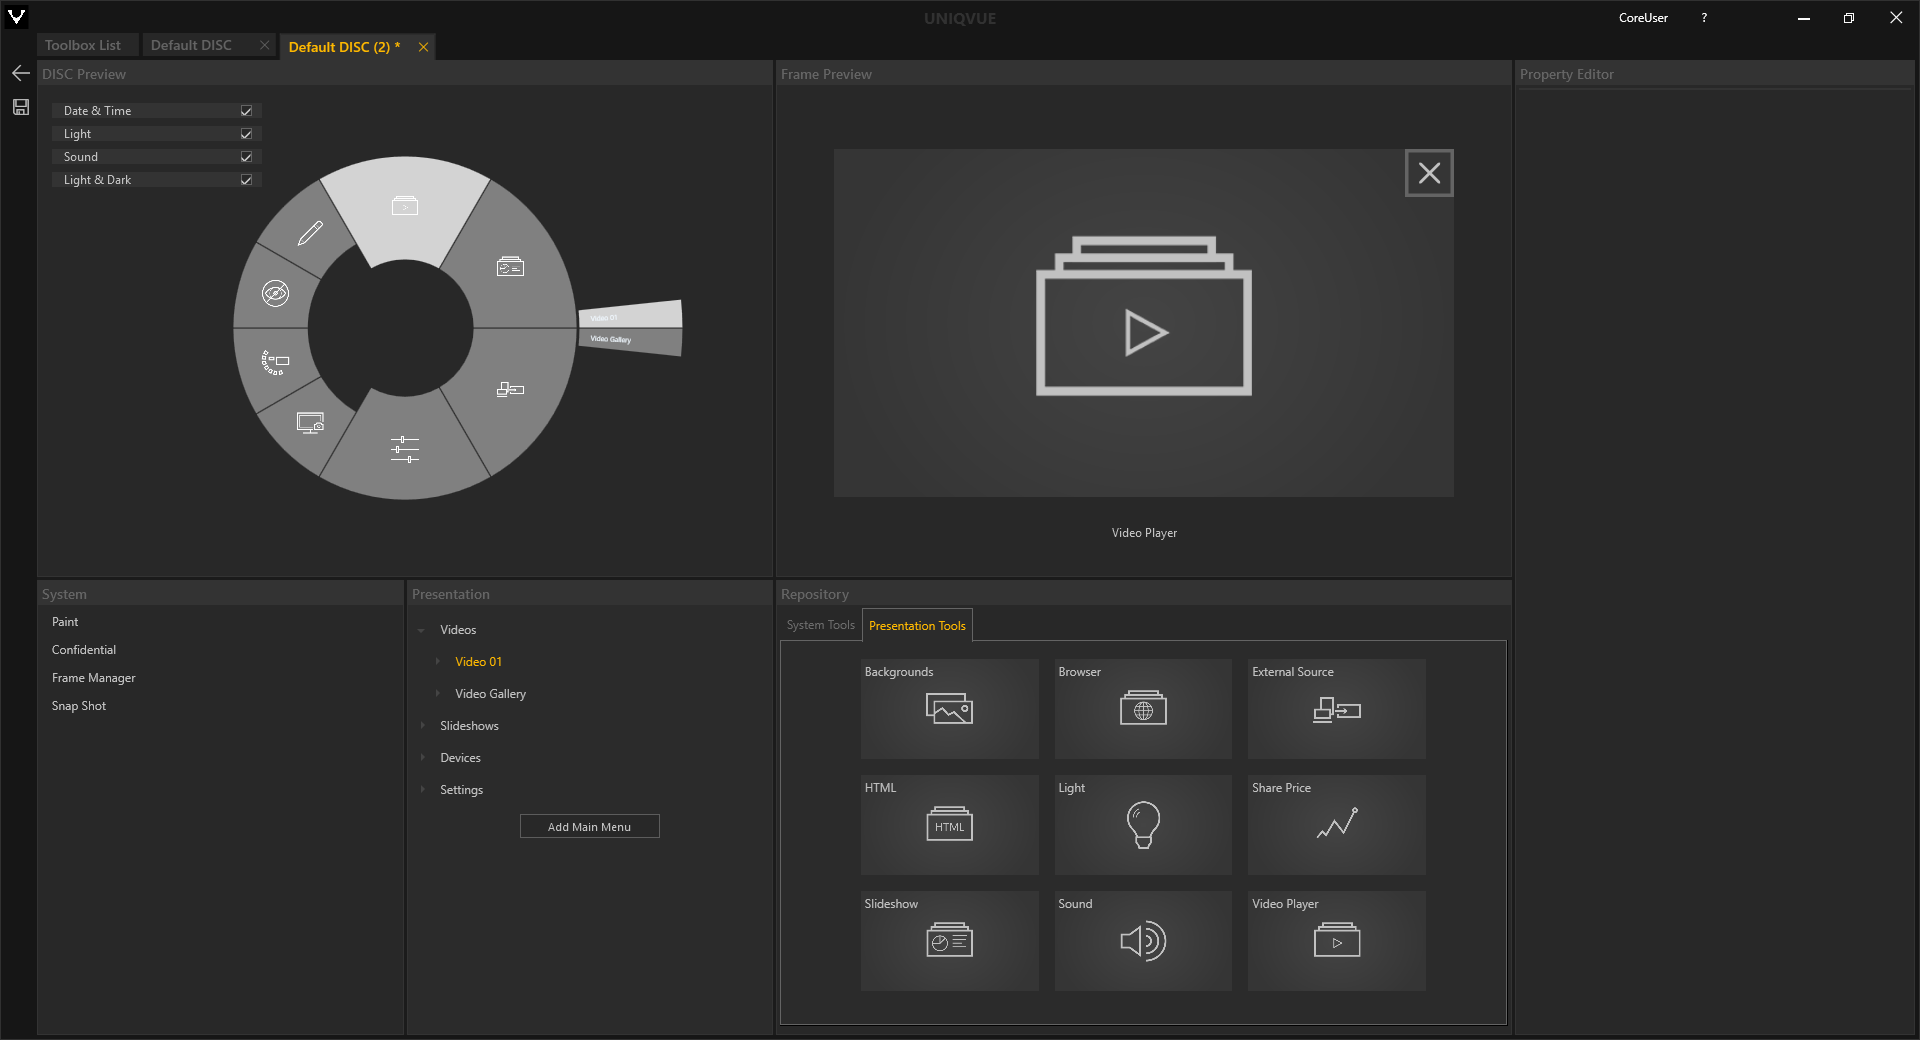 UNIQVUE
CoreUser
?
Toolbox List
Default DISC
Default DISC (2) *
DISC Preview
Frame Preview
Property Editor
Date & Time
Light
Sound
Light & Dark
Video 01
Video Gallery
Video Player
System
Paint
Confidential
Frame Manager
Snap Shot
Presentation
Videos
Video 01
Video Gallery
Slideshows
Devices
Settings
Add Main Menu
Repository
System Tools
Presentation Tools
Backgrounds
Browser
External Source
HTML
HTML
Light
Share Price
Slideshow
Sound
Video Player